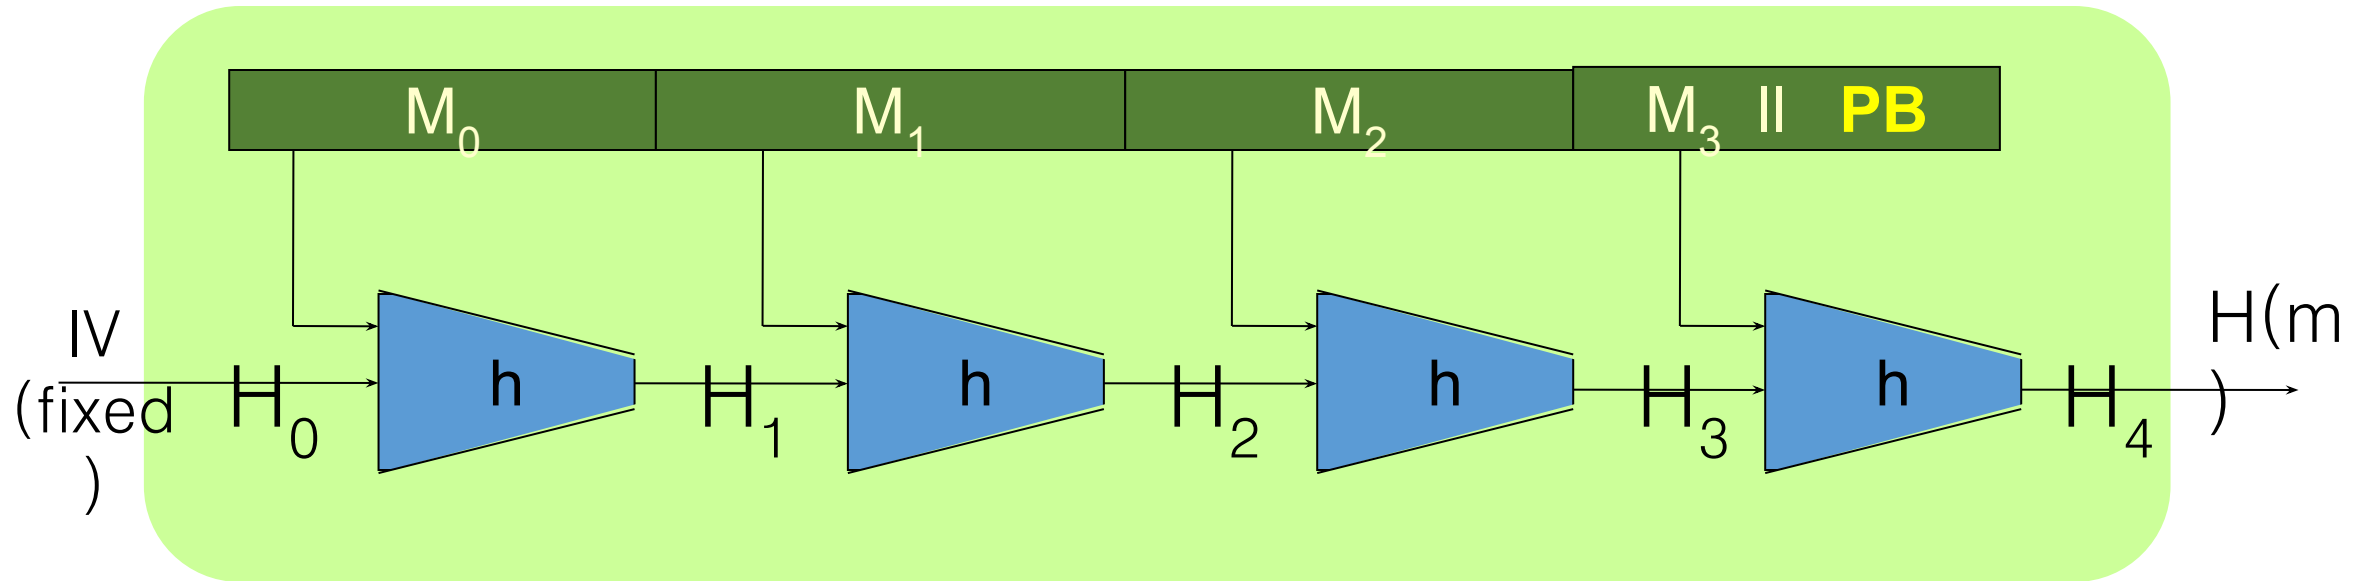 M₀ M₁ M₂ M₃ II PB
IV
(fixed
)
H₀ h H₁ h H₂ h H₃ h H₄
H(m
)